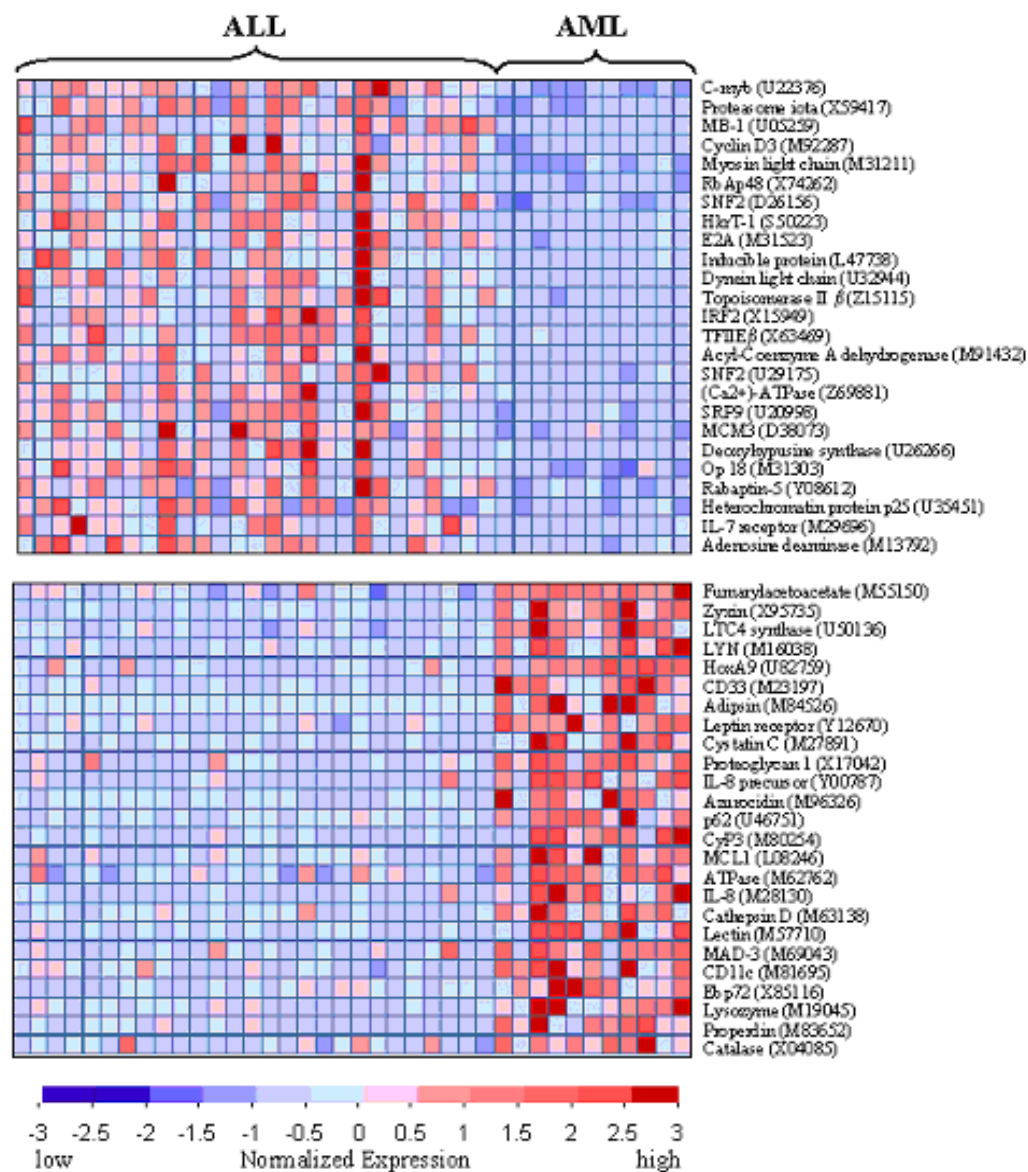 ALL AML
C-myb (U22376)
Proteasome iota (X59417)
MB-1 (U05259)
Cyclin D3 (M92287)
Myosin light chain (M31211)
RbAp48 (X74262)
SNF2 (D26156)
HkrT-1 (S50223)
E2A (M31523)
Inducible protein (L47738)
Dynein light chain (U32944)
Topoisomerase II β (Z15115)
IRF2 (X15949)
TFIIEβ (X63469)
Acyl-Coenzyme A dehydrogenase (M91432)
SNF2 (U29175)
(Ca2+)-ATPase (Z69881)
SRP9 (U20998)
MCM3 (D38073)
Deoxyhypusine synthase (U26266)
Op 18 (M31303)
Rabaptin-5 (Y08612)
Heterochromatin protein p25 (U35451)
IL-7 receptor (M29696)
Adenosine deaminase (M13792)
Fumarylacetoacetate (M55150)
Zyxin (X95735)
LTC4 synthase (U50136)
LYN (M16038)
HoxA9 (U82759)
CD33 (M23197)
Adipsin (M84526)
Leptin receptor (Y12670)
Cystatin C (M27891)
Proteoglycan 1 (X17042)
IL-8 precursor (Y00787)
Azurocidin (M96326)
p62 (U46751)
CyP3 (M80254)
MCL1 (L08246)
ATPase (M62762)
IL-8 (M28130)
Cathepsin D (M63138)
Lectin (M57710)
MAD-3 (M69043)
CD11c (M81695)
Ebp72 (X85116)
Lysozyme (M19045)
Properdin (M83652)
Catalase (X04085)
-3 -2.5 -2 -1.5 -1 -0.5 0 0.5 1 1.5 2 2.5 3
low Normalized Expression high